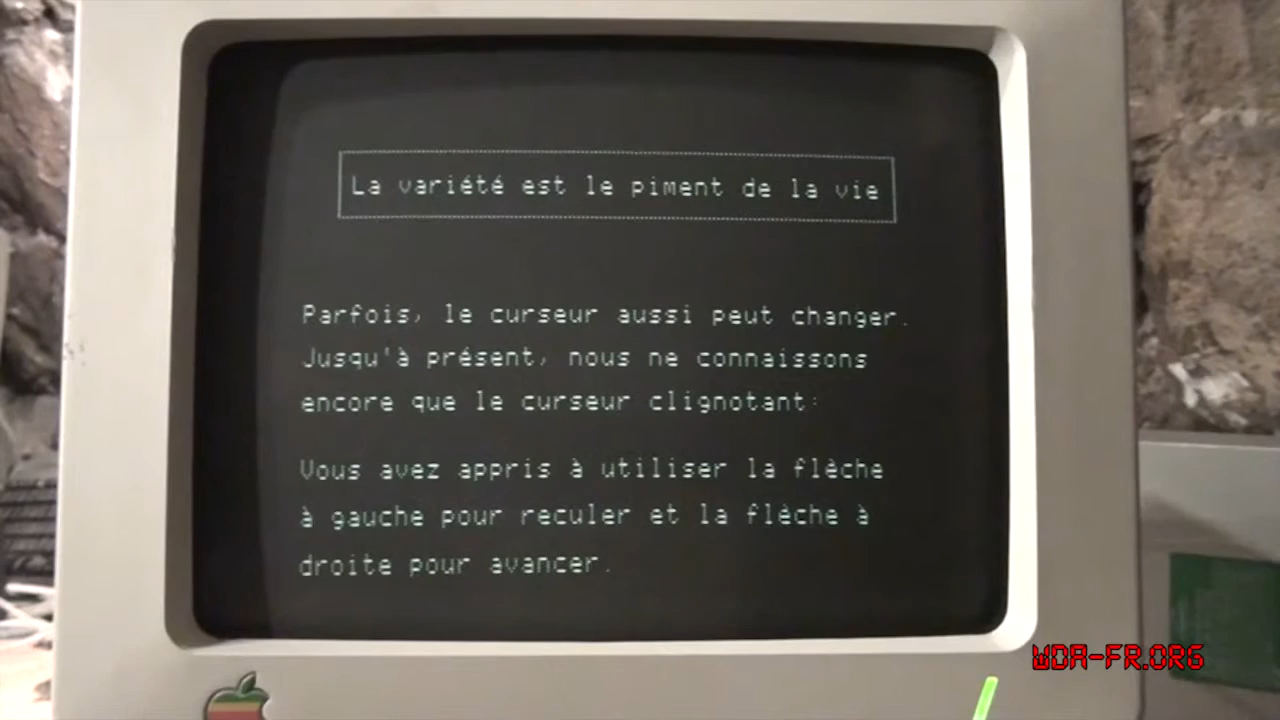 La variété est le piment de la vie
Parfois, le curseur aussi peut changer.
Jusqu'à présent, nous ne connaissons
encore que le curseur clignotant:
Vous avez appris à utiliser la flèche
à gauche pour reculer et la flèche à
droite pour avancer.
WDA-FR.ORG